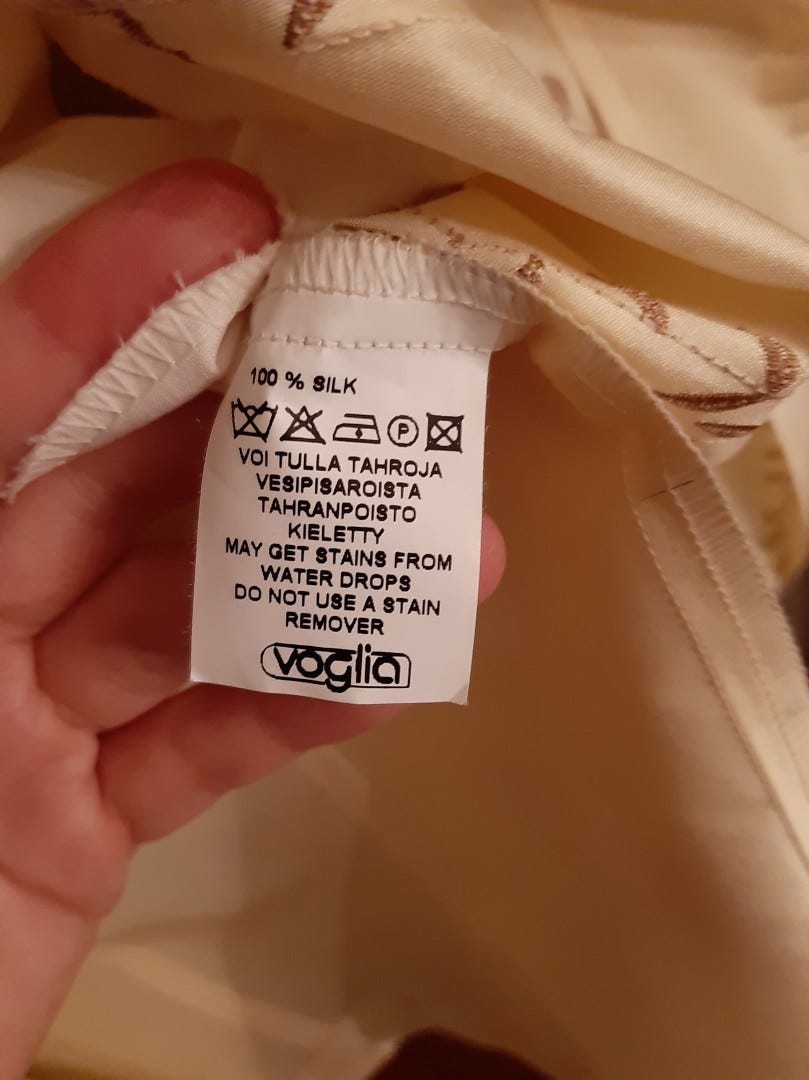 100 % SILK
P
VOI TULLA TAHROJA
VESIPISAROISTA
TAHRANPOISTO
KIELETTY
MAY GET STAINS FROM
WATER DROPS
DO NOT USE A STAIN
REMOVER
voglia